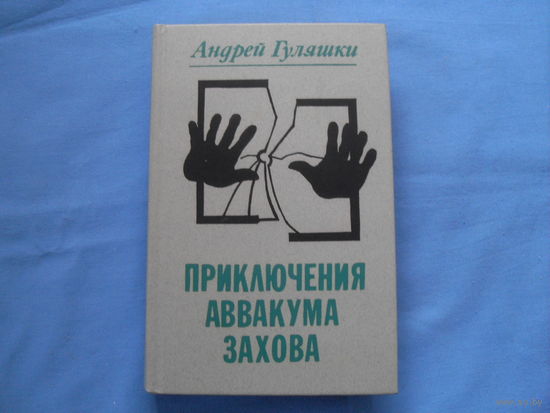 Андрей Гуляшки
ПРИКЛЮЧЕНИЯ
АВВАКУМА
ЗАХОВА